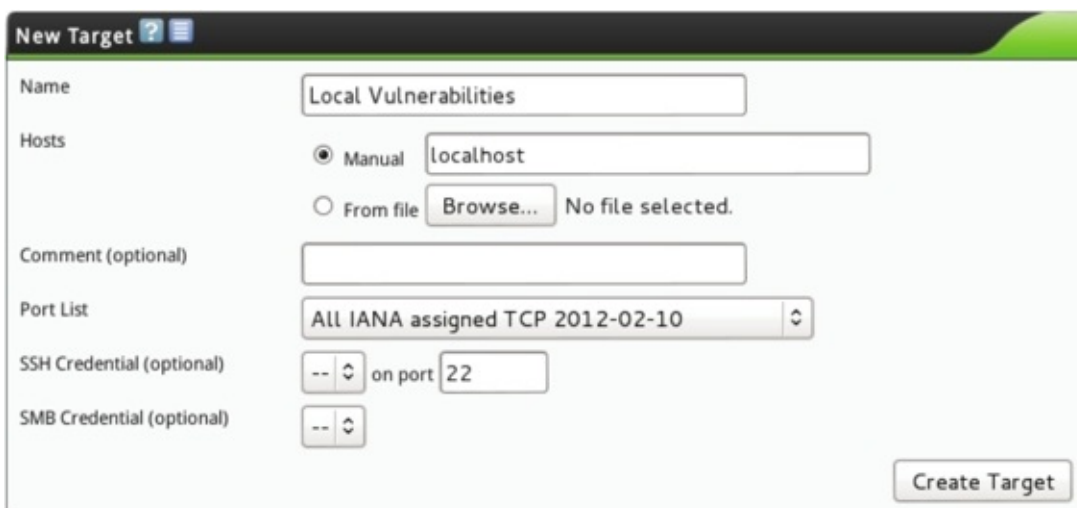 New Target
Name
Local Vulnerabilities
Hosts
Manual
localhost
From file
Browse...
No file selected.
Comment (optional)
Port List
All IANA assigned TCP 2012-02-10
SSH Credential (optional)
--
on port
22
SMB Credential (optional)
--
Create Target